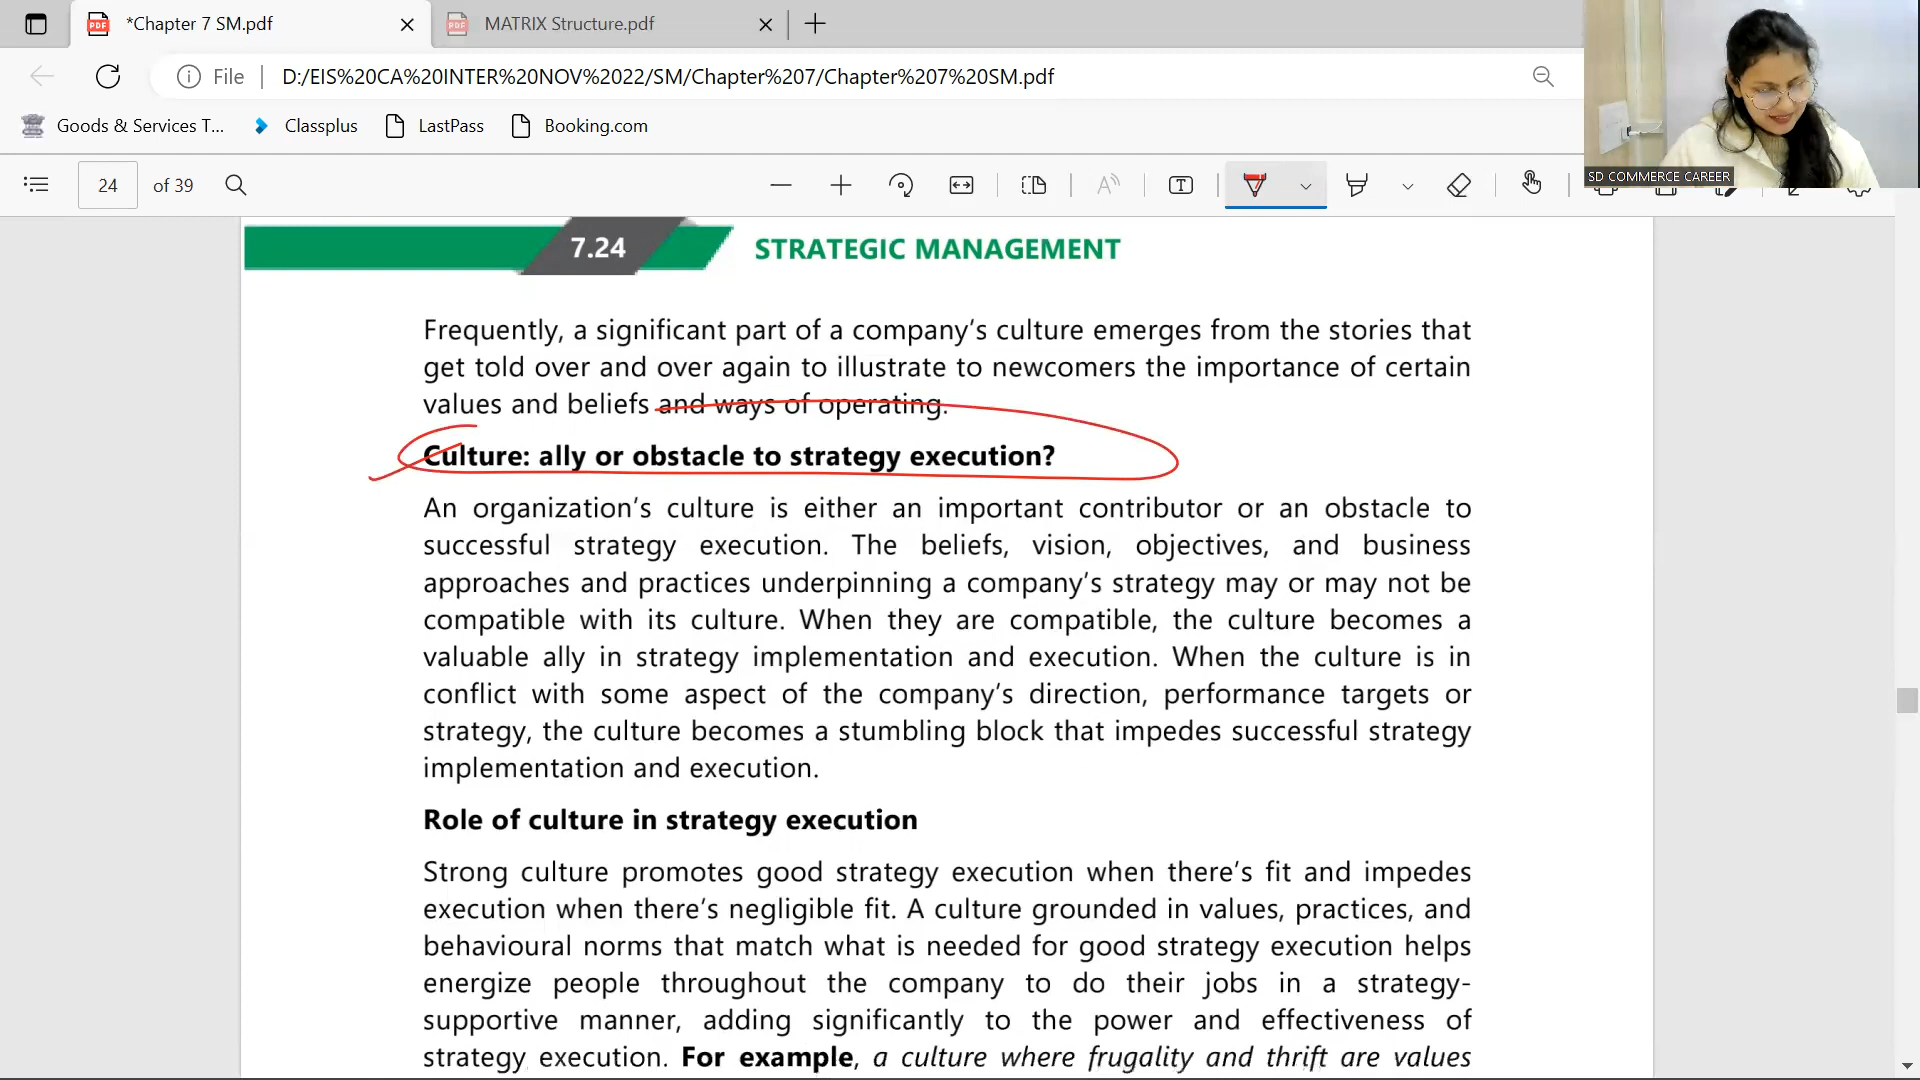 *Chapter 7 SM.pdf
MATRIX Structure.pdf
File
D:/EIS%20CA%20INTER%20NOV%2022/SM/Chapter%207/Chapter%207%20SM.pdf
Goods & Services T...
Classplus
LastPass
Booking.com
SD COMMERCE CAREER
24 of 39
7.24 STRATEGIC MANAGEMENT
Frequently, a significant part of a company's culture emerges from the stories that
get told over and over again to illustrate to newcomers the importance of certain
values and beliefs and ways of operating.
Culture: ally or obstacle to strategy execution?
An organization's culture is either an important contributor or an obstacle to
successful strategy execution. The beliefs, vision, objectives, and business
approaches and practices underpinning a company's strategy may or may not be
compatible with its culture. When they are compatible, the culture becomes a
valuable ally in strategy implementation and execution. When the culture is in
conflict with some aspect of the company's direction, performance targets or
strategy, the culture becomes a stumbling block that impedes successful strategy
implementation and execution.
Role of culture in strategy execution
Strong culture promotes good strategy execution when there's fit and impedes
execution when there's negligible fit. A culture grounded in values, practices, and
behavioural norms that match what is needed for good strategy execution helps
energize people throughout the company to do their jobs in a strategy-
supportive manner, adding significantly to the power and effectiveness of
strategy execution. For example, a culture where frugality and thrift are values